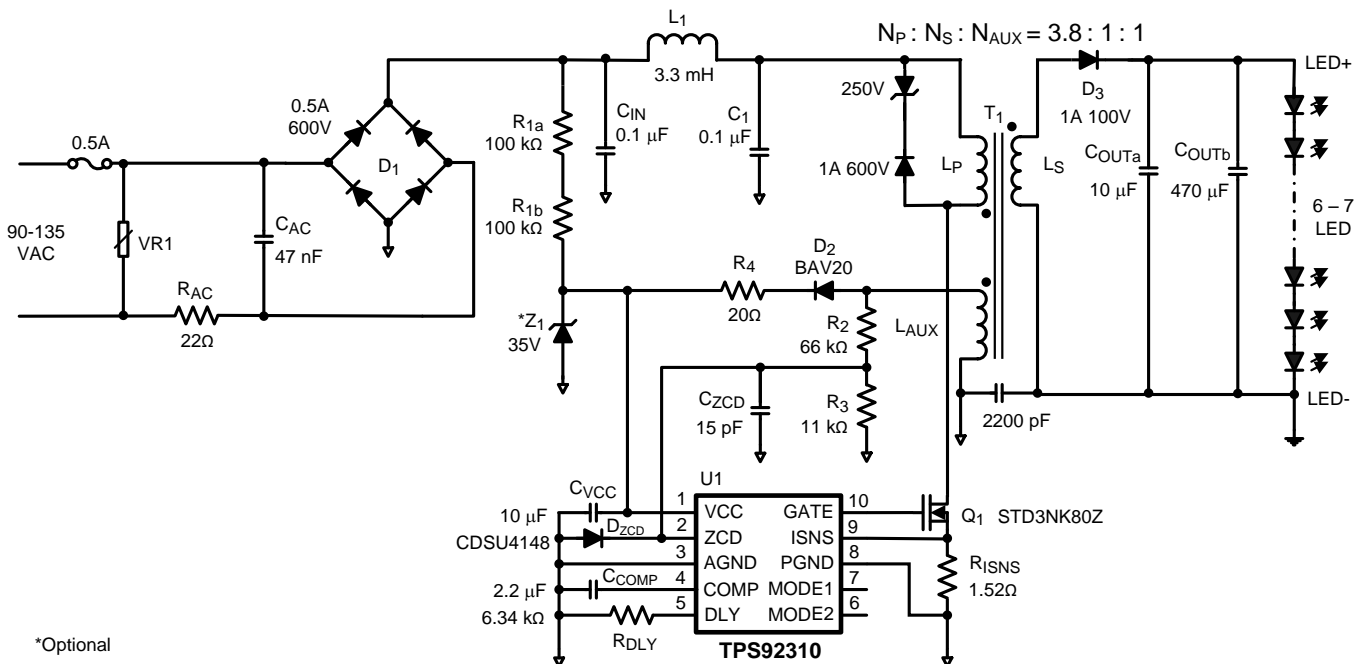 L1
3.3 mH
NP : NS : NAUX = 3.8 : 1 : 1
0.5A
600V
D1
0.5A
90-135
VAC
VR1
CAC
47 nF
RAC
22Ω
R1a
100 kΩ
R1b
100 kΩ
CIN
0.1 μF
C1
0.1 μF
250V
1A 600V
LP
T1
LS
D3
1A 100V
COUTa
10 μF
COUTb
470 μF
LED+
6 – 7
LED
LED-
*Z1
35V
R4
20Ω
D2
BAV20
R2
66 kΩ
LAUX
CZCD
15 pF
R3
11 kΩ
2200 pF
U1
CVCC
10 μF
DZCD
CDSU4148
CCOMP
2.2 μF
6.34 kΩ
RDLY
1 VCC GATE 10
2 ZCD ISNS 9
3 AGND PGND 8
4 COMP MODE1 7
5 DLY MODE2 6
TPS92310
Q1 STD3NK80Z
RISNS
1.52Ω
*Optional